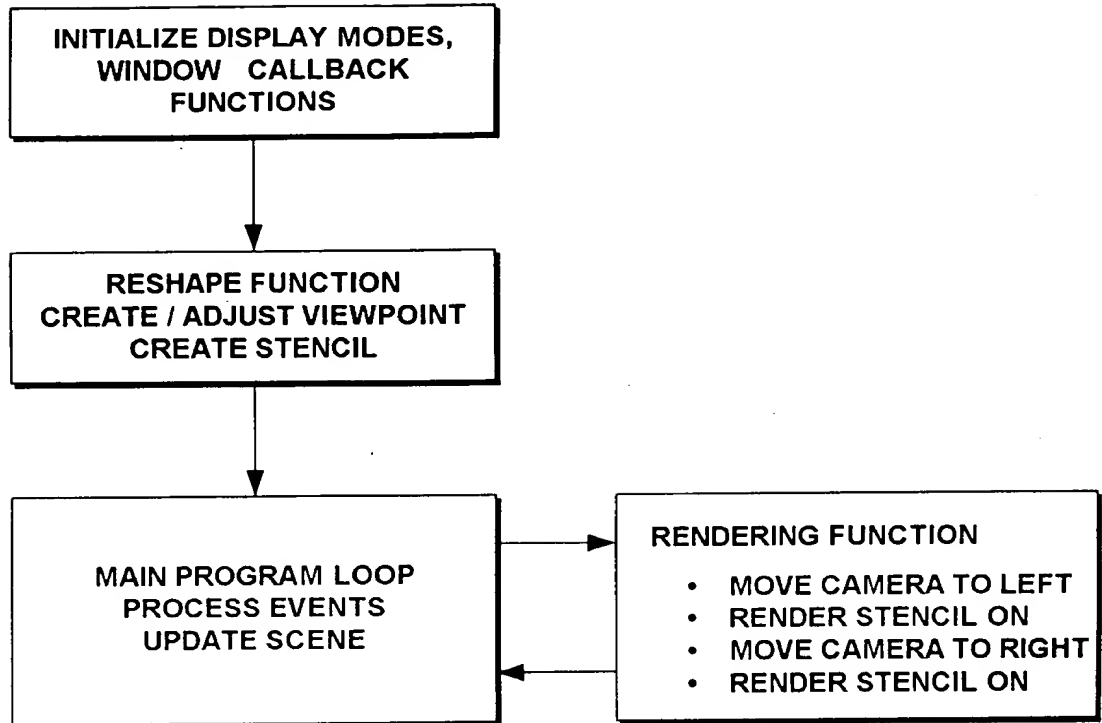 INITIALIZE DISPLAY MODES,
WINDOW CALLBACK
FUNCTIONS
RESHAPE FUNCTION
CREATE / ADJUST VIEWPOINT
CREATE STENCIL
MAIN PROGRAM LOOP
PROCESS EVENTS
UPDATE SCENE
RENDERING FUNCTION
• MOVE CAMERA TO LEFT
• RENDER STENCIL ON
• MOVE CAMERA TO RIGHT
• RENDER STENCIL ON